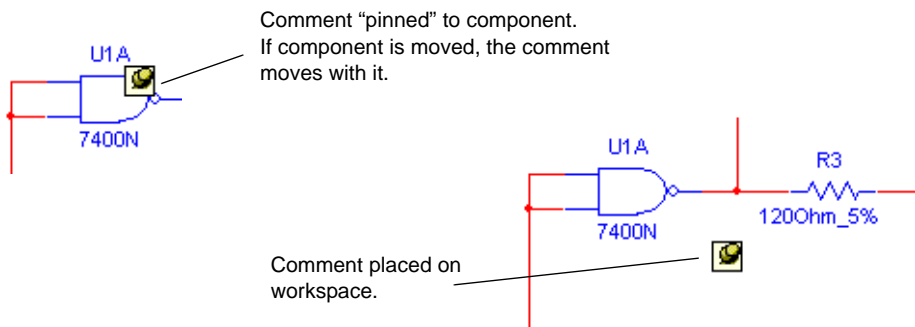 Comment “pinned” to component.
If component is moved, the comment
moves with it.
U1A
7400N
U1A
R3
7400N
120Ohm_5%
Comment placed on
workspace.